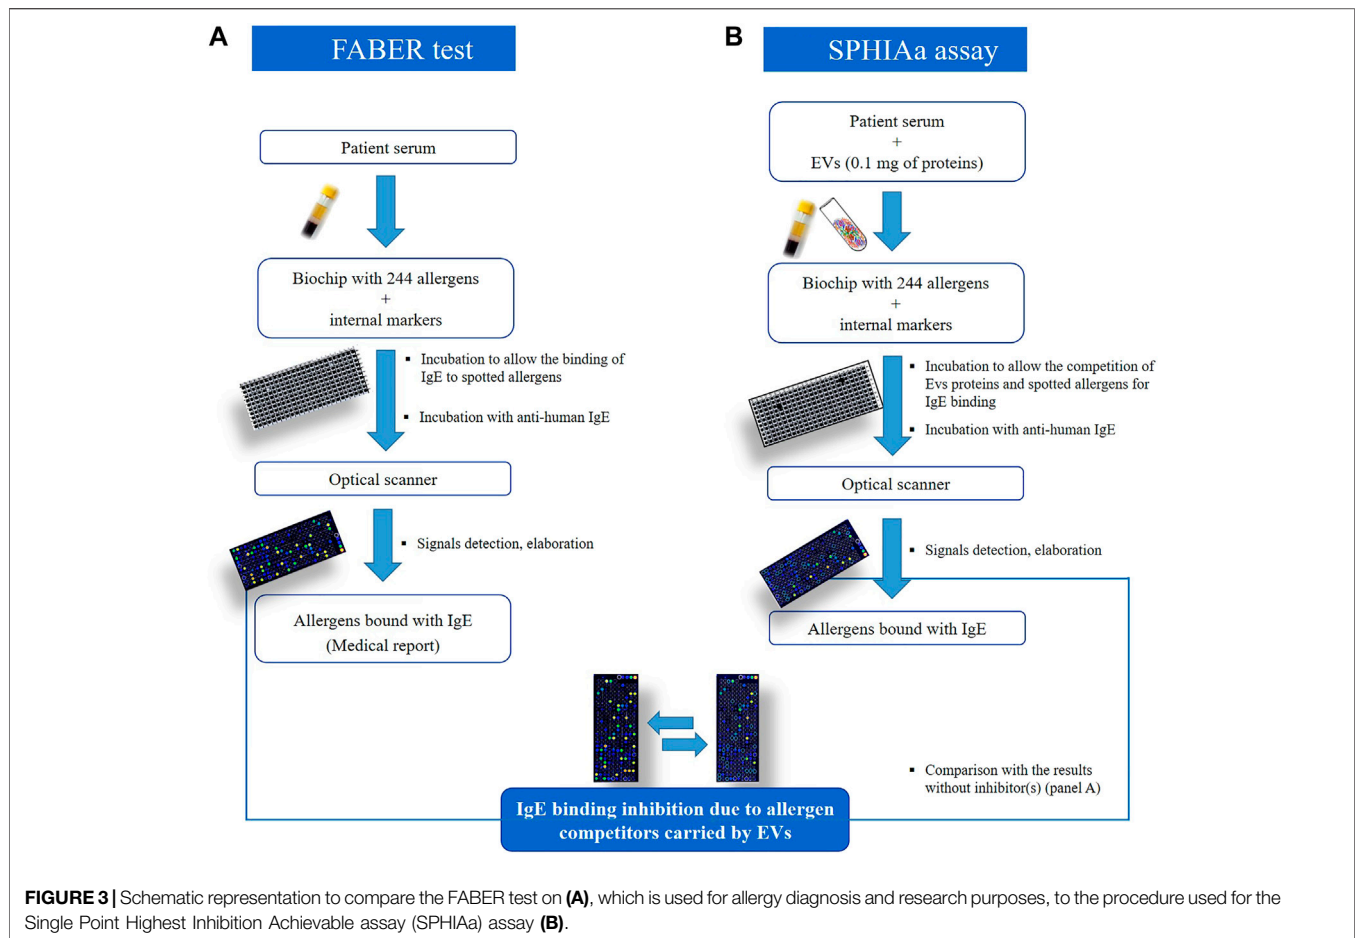 A
FABER test
Patient serum
Biochip with 244 allergens
+
internal markers
▪ Incubation to allow the binding of
IgE to spotted allergens
▪ Incubation with anti-human IgE
Optical scanner
▪ Signals detection, elaboration
Allergens bound with IgE
(Medical report)
B
SPHIAa assay
Patient serum
+
EVs (0.1 mg of proteins)
Biochip with 244 allergens
+
internal markers
▪ Incubation to allow the competition of
Evs proteins and spotted allergens for
IgE binding
▪ Incubation with anti-human IgE
Optical scanner
▪ Signals detection, elaboration
Allergens bound with IgE
▪ Comparison with the results
without inhibitor(s) (panel A)
IgE binding inhibition due to allergen
competitors carried by EVs
FIGURE 3 | Schematic representation to compare the FABER test on (A), which is used for allergy diagnosis and research purposes, to the procedure used for the
Single Point Highest Inhibition Achievable assay (SPHIAa) assay (B).